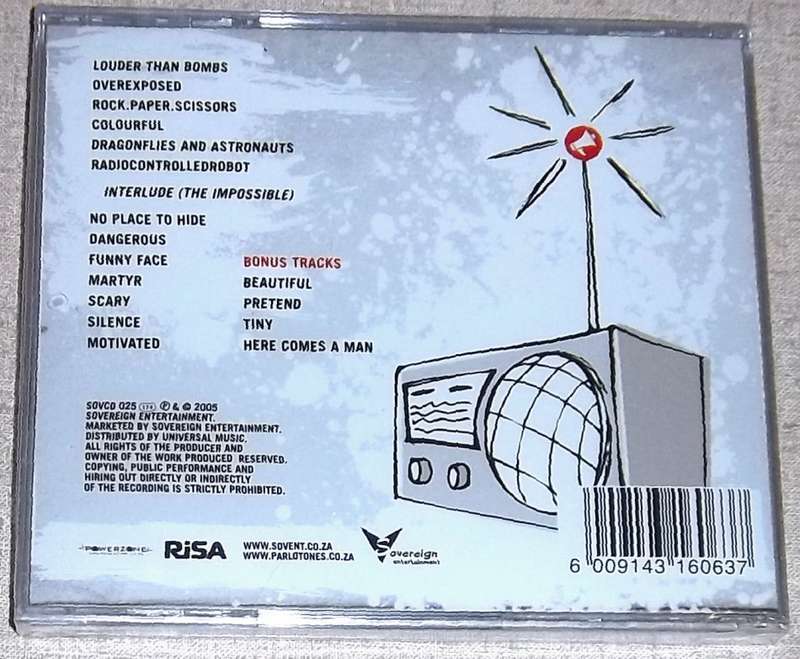 LOUDER THAN BOMBS
OVEREXPOSED
ROCK.PAPER.SCISSORS
COLOURFUL
DRAGONFLIES AND ASTRONAUTS
RADIOCONTROLLEDROBOT
INTERLUDE (THE IMPOSSIBLE)
NO PLACE TO HIDE
DANGEROUS
FUNNY FACE
MARTYR
SCARY
SILENCE
MOTIVATED
BONUS TRACKS
BEAUTIFUL
PRETEND
TINY
HERE COMES A MAN
SOVCD 025 ℗ & © 2005
SOVEREIGN ENTERTAINMENT.
MARKETED BY SOVEREIGN ENTERTAINMENT.
DISTRIBUTED BY UNIVERSAL MUSIC.
ALL RIGHTS OF THE PRODUCER AND
OWNER OF THE WORK PRODUCED RESERVED.
COPYING, PUBLIC PERFORMANCE AND
HIRING OUT DIRECTLY OR INDIRECTLY
OF THE RECORDING IS STRICTLY PROHIBITED.
POWERZONE
RiSA
WWW.SOVENT.CO.ZA
WWW.PARLOTONES.CO.ZA
Sovereign
entertainment
6 009143 160637